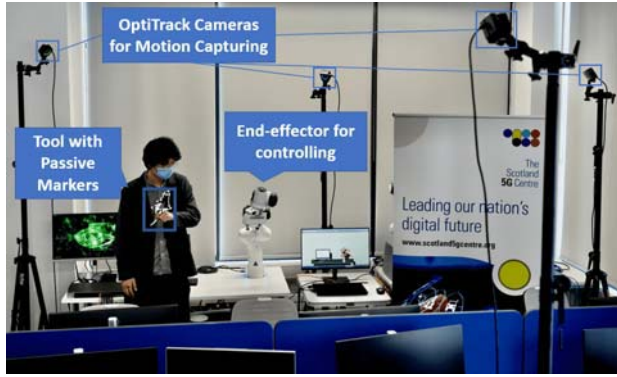 OptiTrack Cameras
for Motion Capturing
Tool with
Passive
Markers
End-effector for
controlling
The
Scotland
5G Centre
Leading our nation's
digital future
www.scotland5gcentre.org